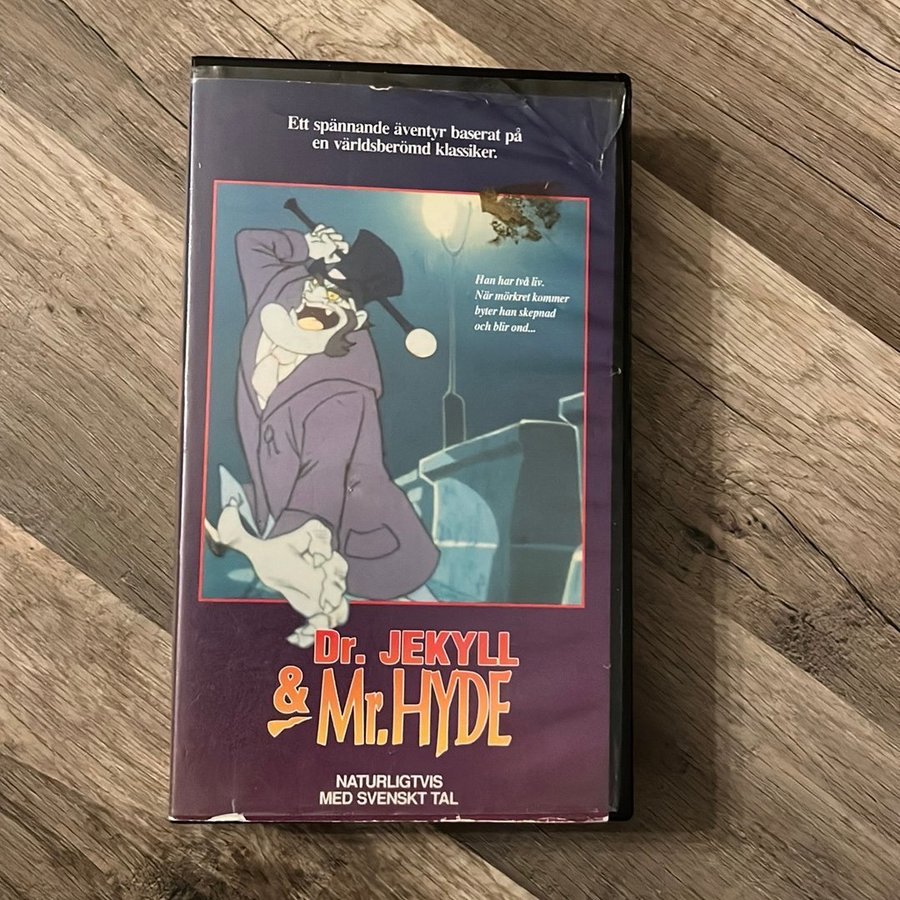 Ett spännande äventyr baserat på
en världsberömd klassiker.
Han har två liv.
När mörkret kommer
byter han skepnad
och blir ond...
Dr. JEKYLL
& Mr. HYDE
NATURLIGTVIS
MED SVENSKT TAL